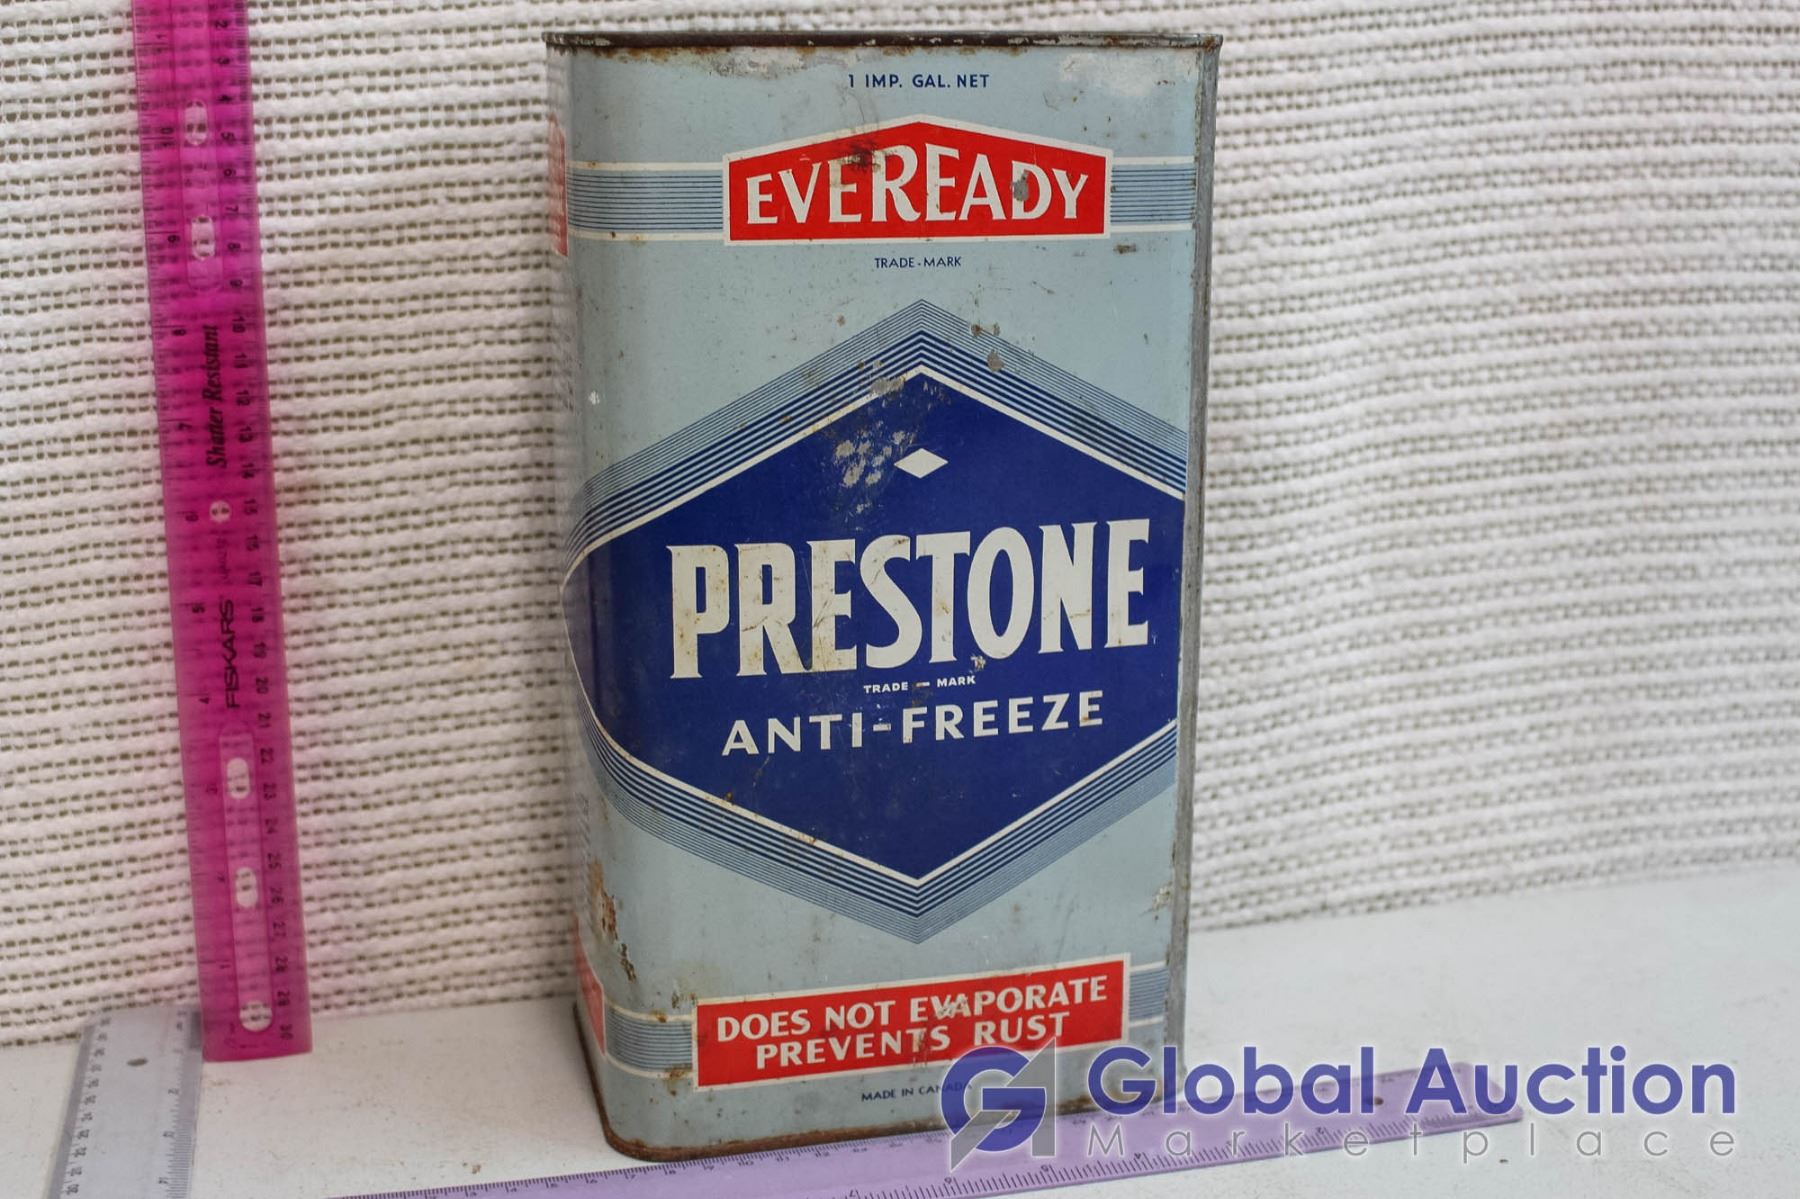 1 IMP. GAL. NET
EVEREADY
TRADE-MARK
PRESTONE
TRADE - MARK
ANTI-FREEZE
DOES NOT EVAPORATE
PREVENTS RUST
MADE IN CANADA
Shatter Resistant
FISKARS
Global Auction
Marketplace